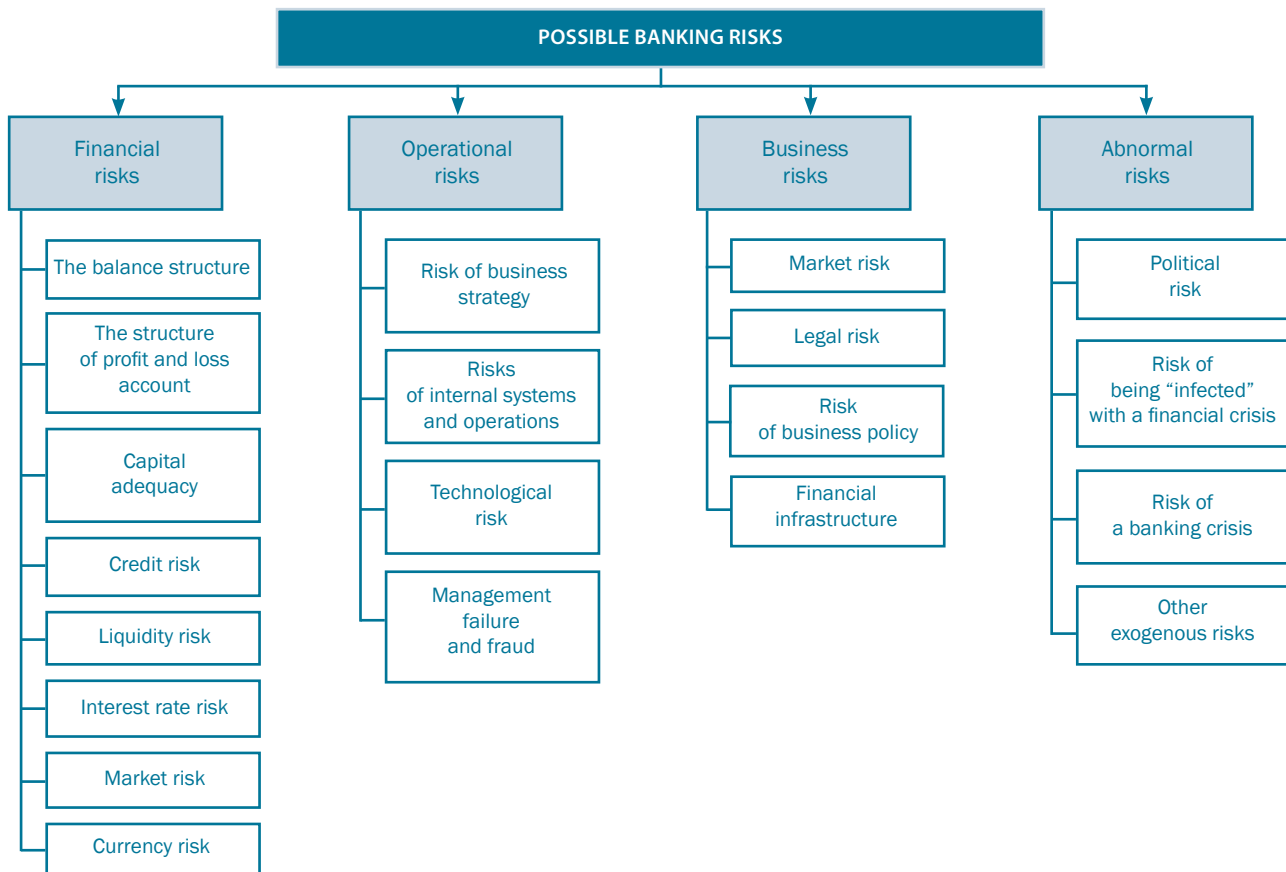 POSSIBLE BANKING RISKS
Financial
risks
The balance structure
The structure
of profit and loss
account
Capital
adequacy
Credit risk
Liquidity risk
Interest rate risk
Market risk
Currency risk
Operational
risks
Risk of business
strategy
Risks
of internal systems
and operations
Technological
risk
Management
failure
and fraud
Business
risks
Market risk
Legal risk
Risk
of business policy
Financial
infrastructure
Abnormal
risks
Political
risk
Risk of
being “infected”
with a financial crisis
Risk of
a banking crisis
Other
exogenous risks